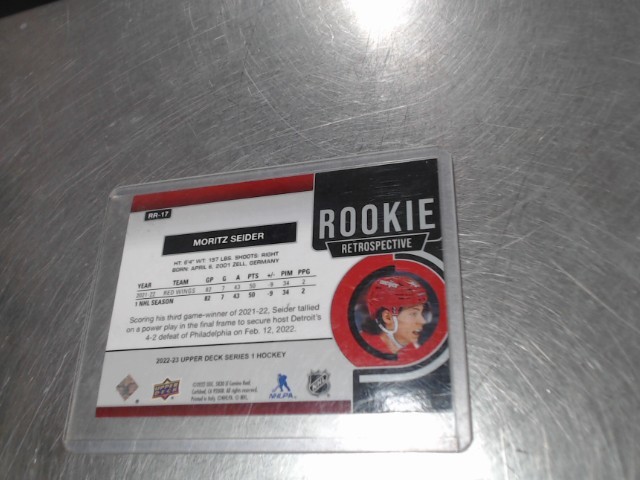 RR-17
MORITZ SEIDER
HT: 6'4" WT: 197 LBS. SHOOTS: RIGHT
BORN: APRIL 6, 2001 ZELL, GERMANY
YEAR TEAM GP G A PTS +/- PIM PPG
2021-22 RED WINGS 82 7 43 50 -9 34 2
1 NHL SEASON 82 7 43 50 -9 34 2
Scoring his third game-winner of 2021-22, Seider tallied
on a power play in the final frame to secure host Detroit's
4-2 defeat of Philadelphia on Feb. 12, 2022.
2022-23 UPPER DECK SERIES 1 HOCKEY
ROOKIE
RETROSPECTIVE
UPPER DECK
NHLPA
NHL